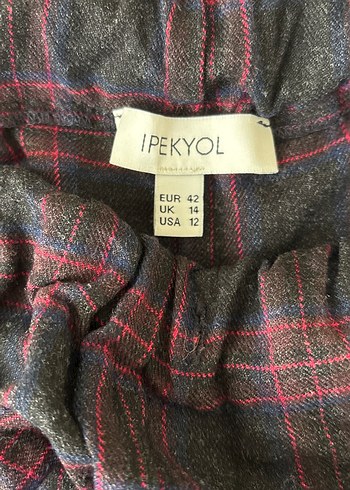 IPEKYOL
EUR 42
UK 14
USA 12